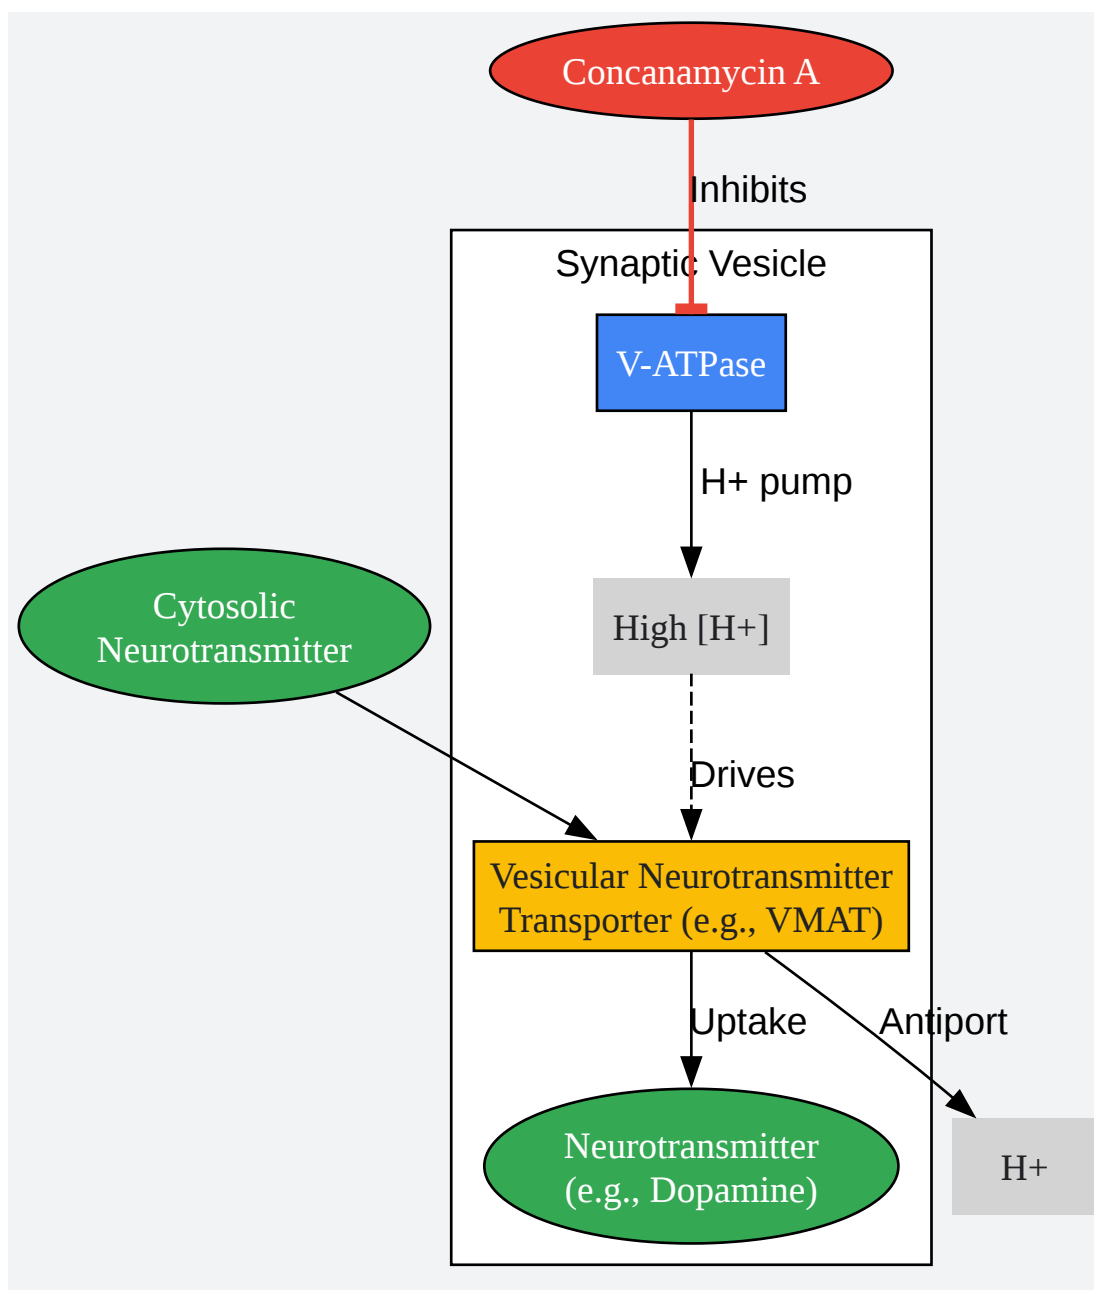 Concanamycin A
Inhibits
Synaptic Vesicle
V-ATPase
H+ pump
Cytosolic
Neurotransmitter
High [H+]
Drives
Vesicular Neurotransmitter
Transporter (e.g., VMAT)
Uptake
Antiport
Neurotransmitter
(e.g., Dopamine)
H+